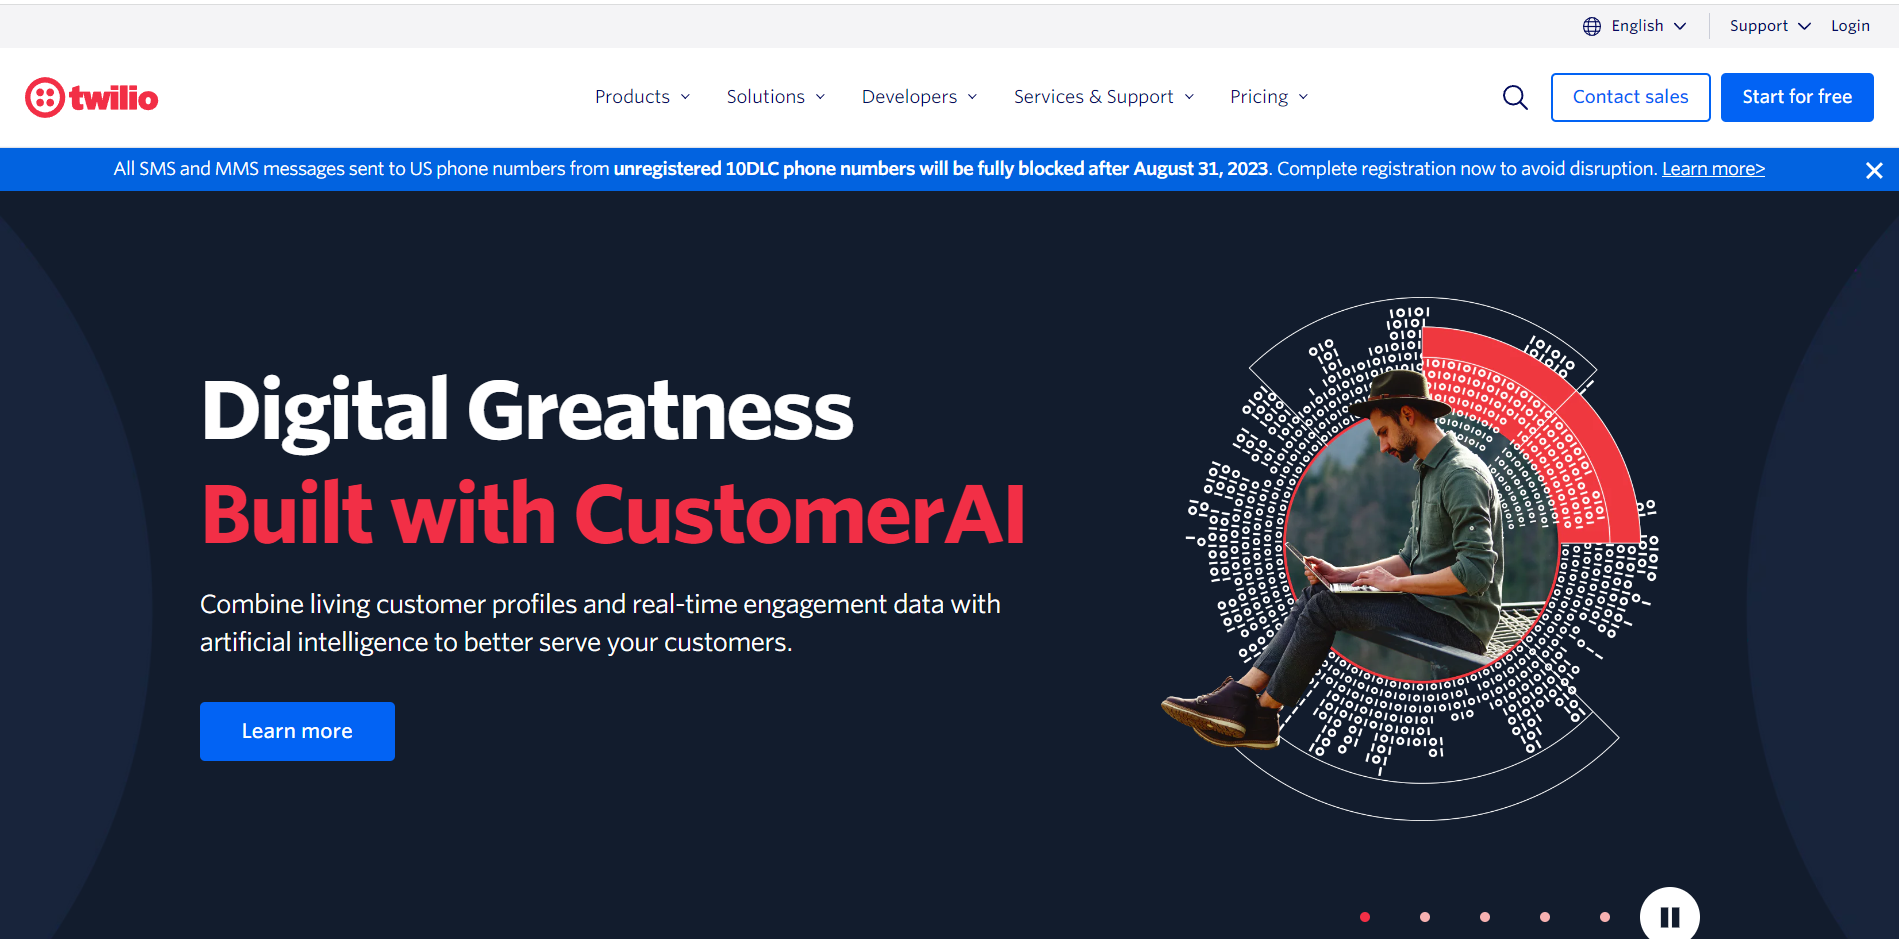 English
Support
Login
twilio
Products
Solutions
Developers
Services & Support
Pricing
Contact sales
Start for free
All SMS and MMS messages sent to US phone numbers from unregistered 10DLC phone numbers will be fully blocked after August 31, 2023. Complete registration now to avoid disruption. Learn more>
Digital Greatness
Built with CustomerAI
Combine living customer profiles and real-time engagement data with
artificial intelligence to better serve your customers.
Learn more